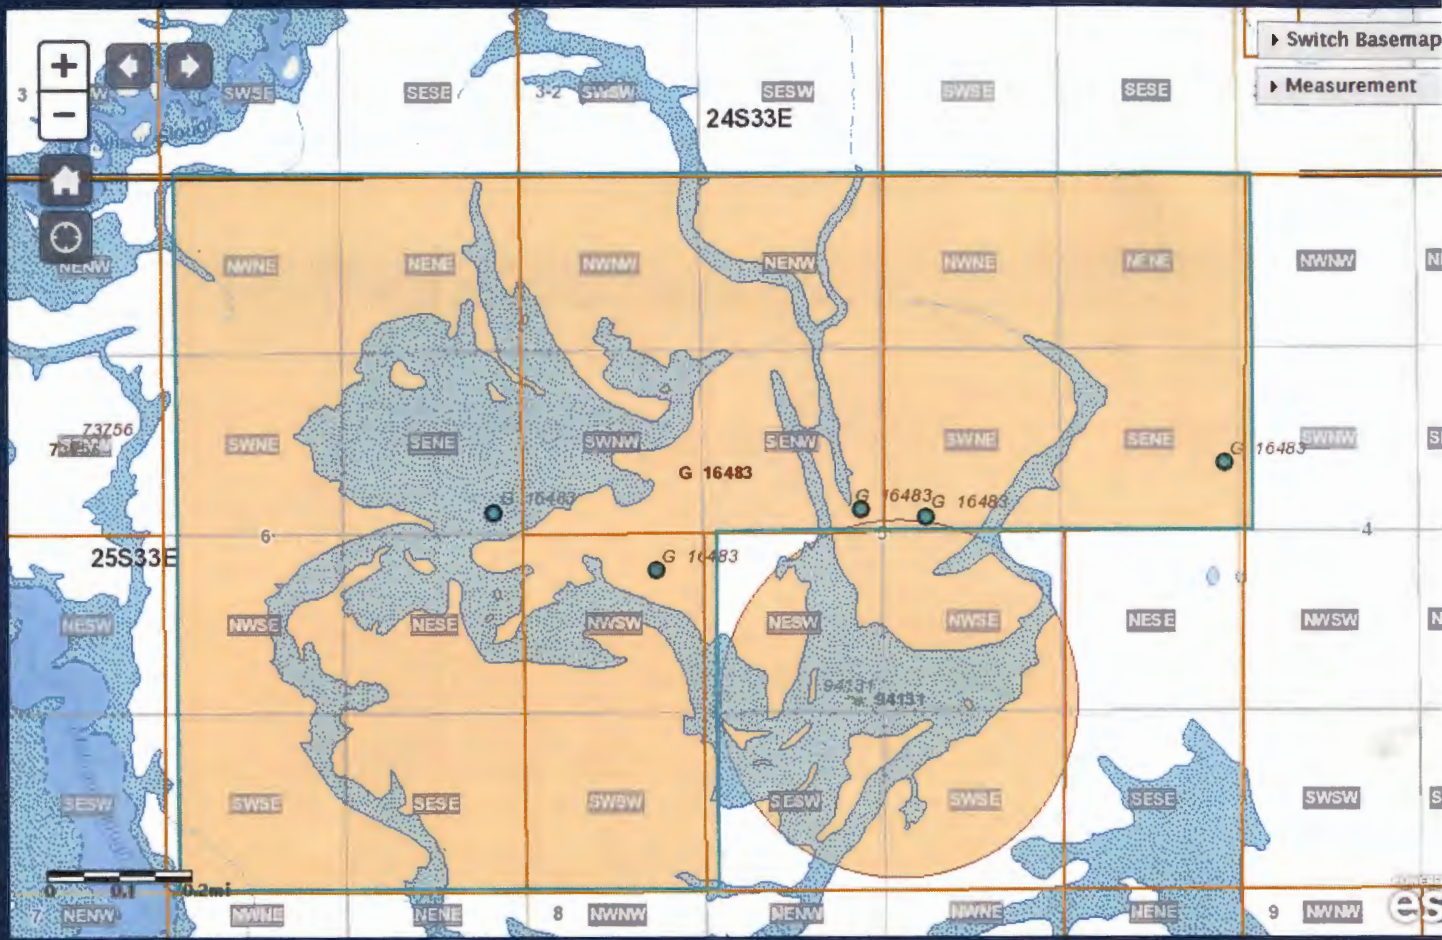 +
−
Switch Basemap
Measurement
3 W SWSE SESE 3-2 SWSW SESW SWSE SESE
24S33E
NENW NWNE NENE NWNW NENW NWNE NENE NWNW
73756
SWNE SENE SWNW SENW SWNE SENE SWNW
G 16483
G 16483
G 16483
G 16483 G 16483
6 5 4
25S33E
G 16483
NESW NWSE NESE NWSW NESW NWSE NESE NWSW
94131
94131
SESW SWSE SESE SWSW SESW SWSE SESE SWSW
0 0.1 0.2mi
7 NENW NWNE NENE 8 NWNW NENW NWNE NENE 9 NWNW
es